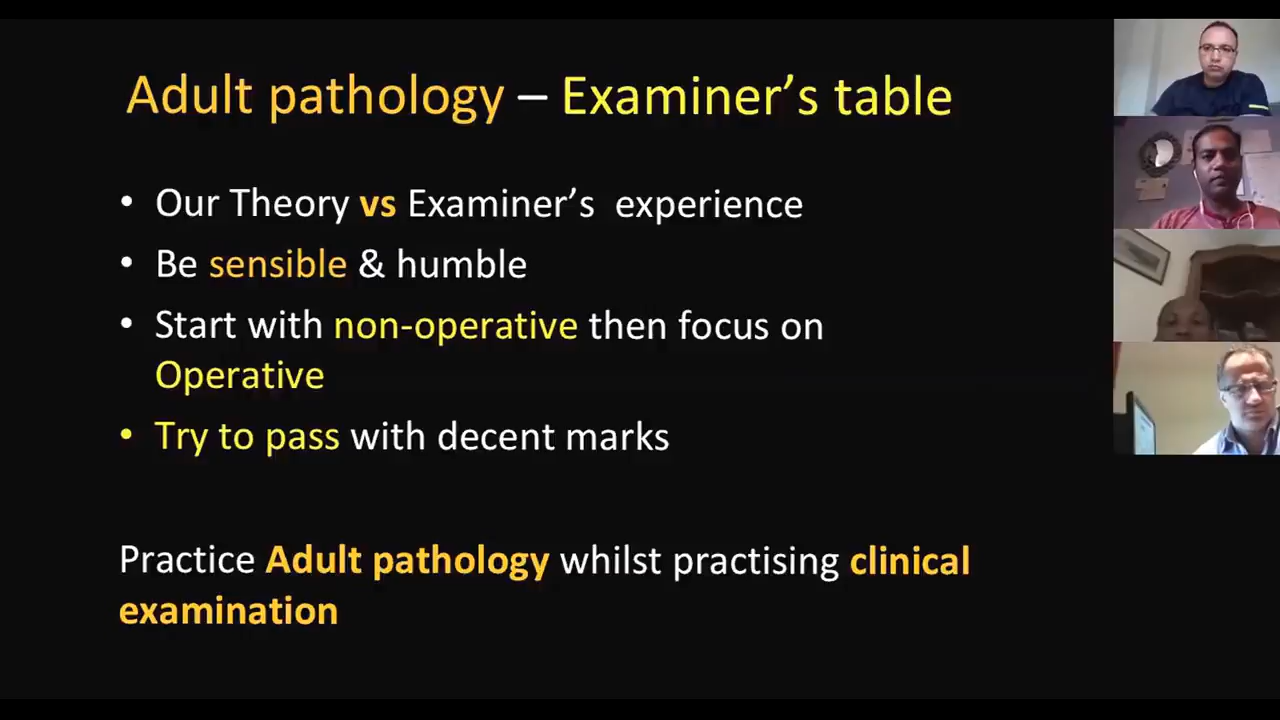 Adult pathology – Examiner's table
• Our Theory vs Examiner's experience
• Be sensible & humble
• Start with non-operative then focus on
Operative
• Try to pass with decent marks
Practice Adult pathology whilst practising clinical
examination